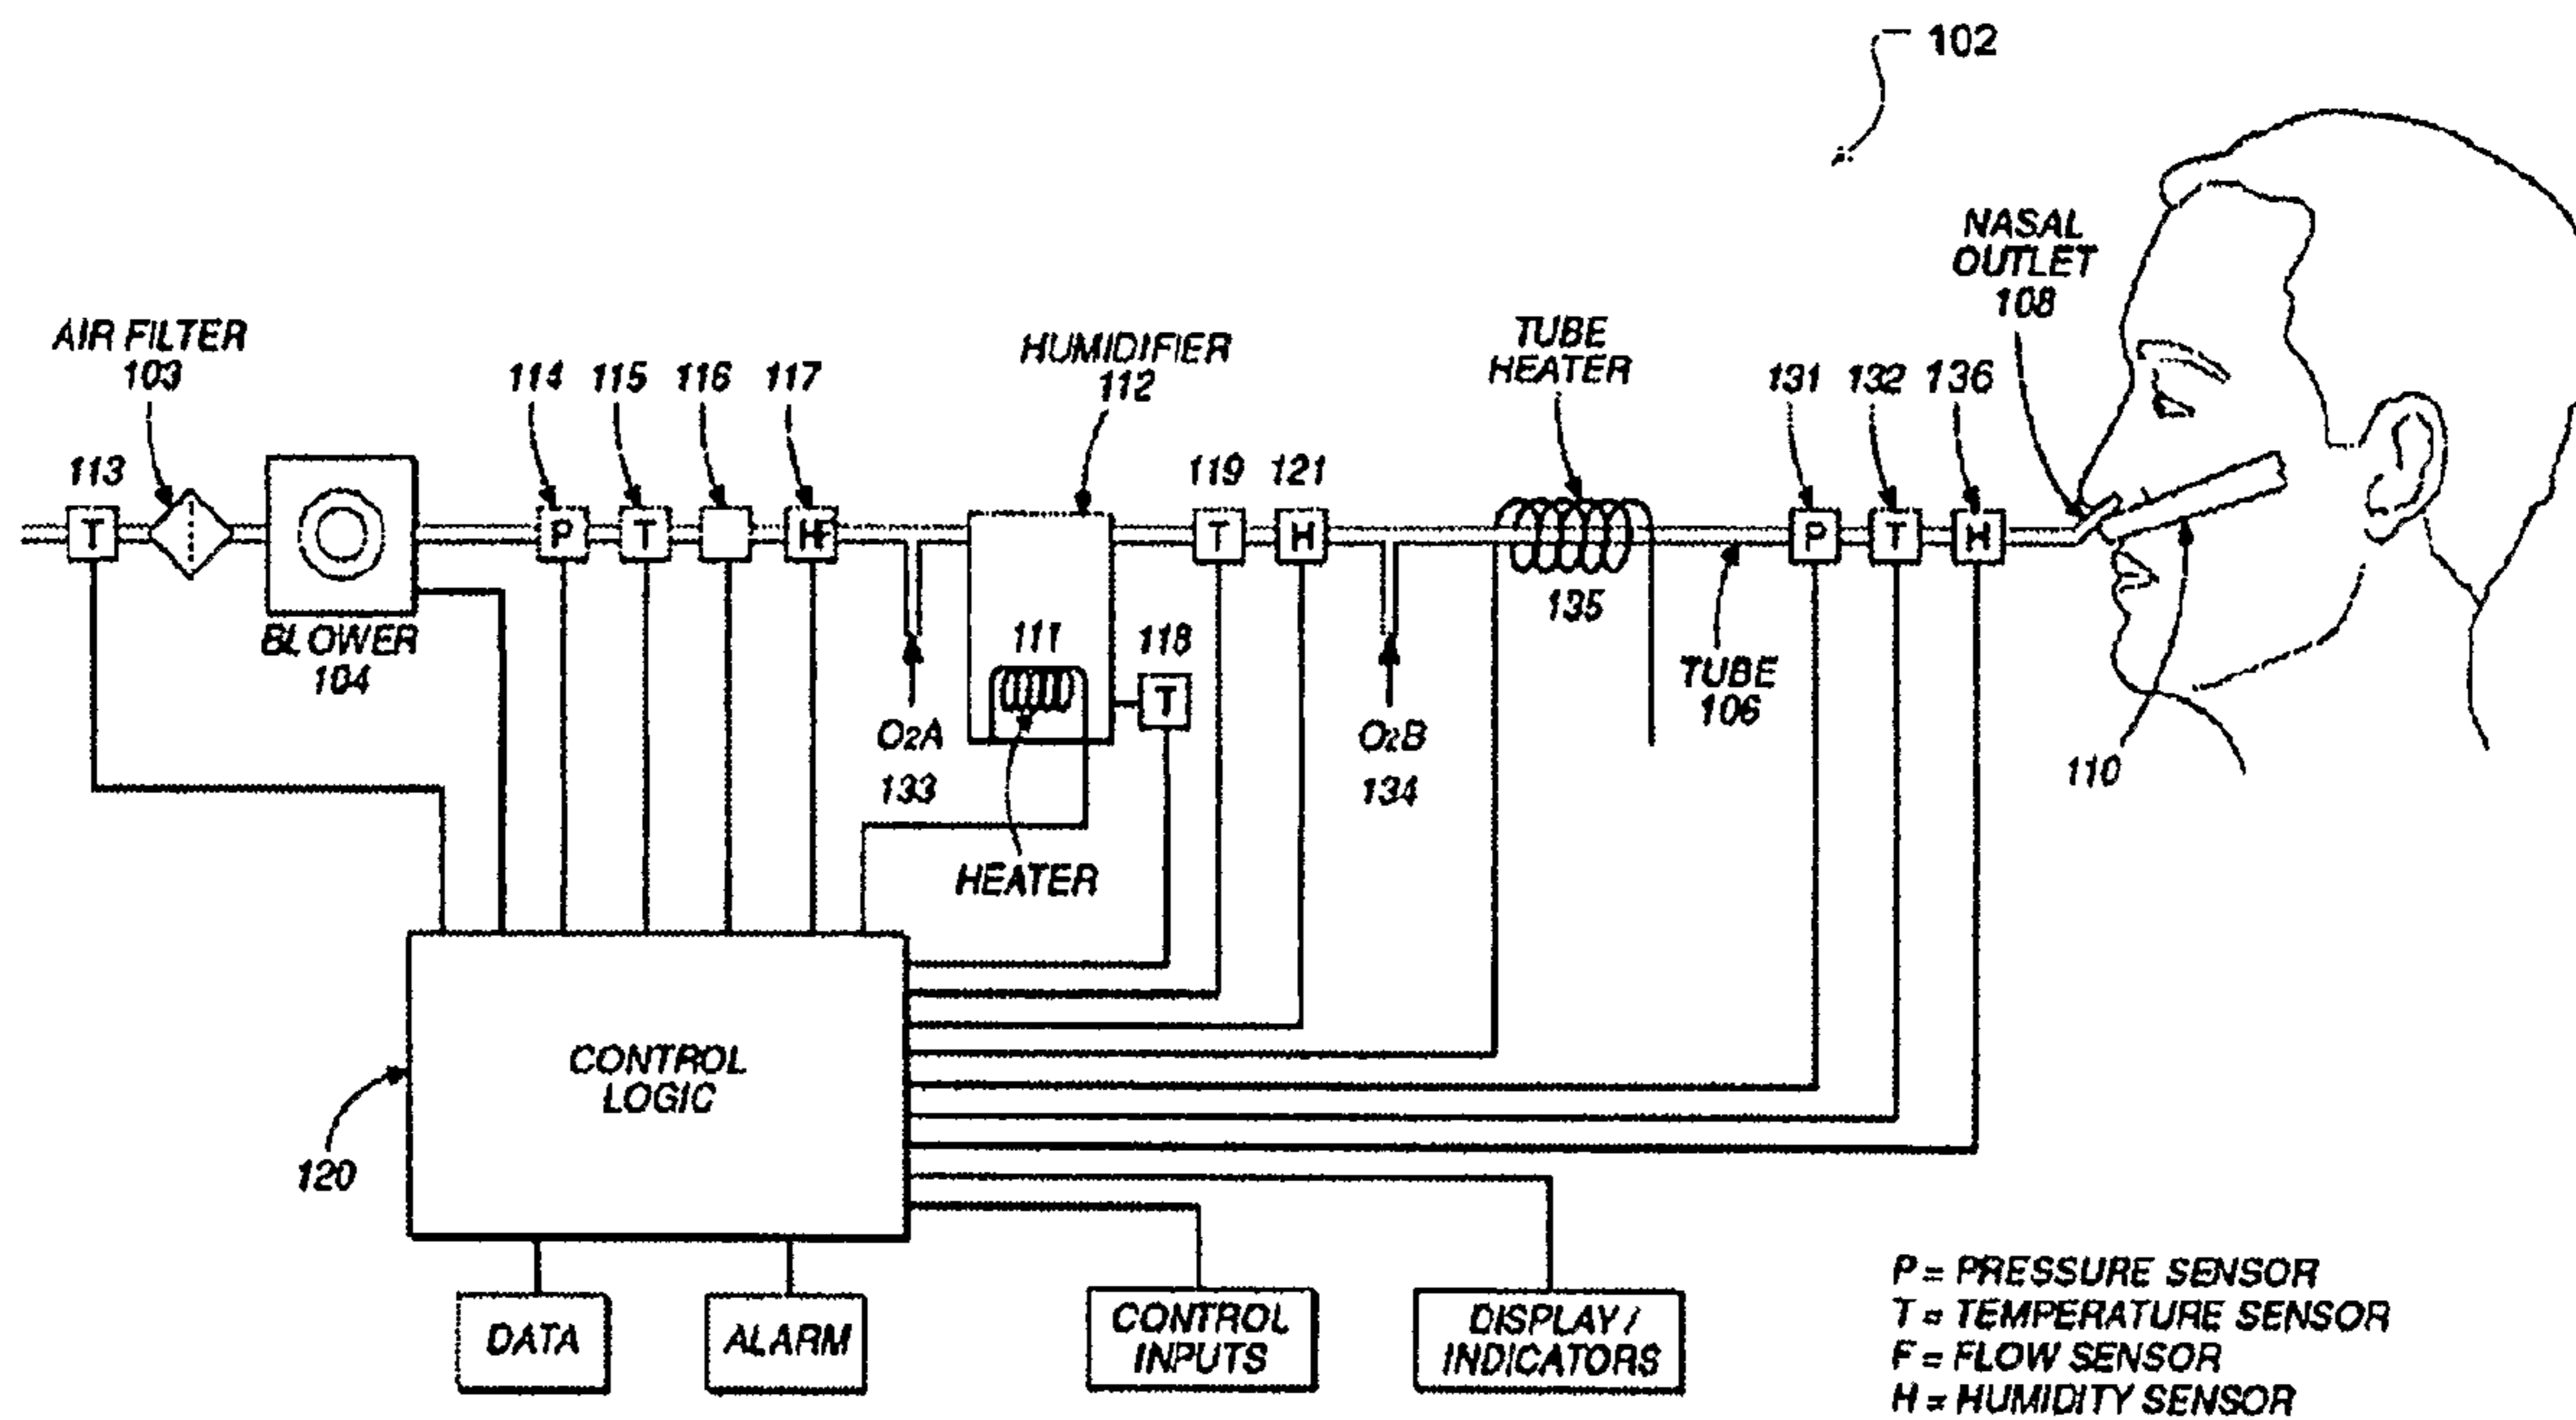 102
NASAL
OUTLET
108
AIR FILTER
103
114 115 116 117
HUMIDIFIER
112
TUBE
HEATER
131 132 136
113
119 121
T
P
T
HF
T
H
P
T
H
BLOWER
104
111
118
T
135
O2A
133
O2B
134
TUBE
106
110
HEATER
CONTROL
LOGIC
120
DATA
ALARM
CONTROL
INPUTS
DISPLAY /
INDICATORS
P = PRESSURE SENSOR
T = TEMPERATURE SENSOR
F = FLOW SENSOR
H = HUMIDITY SENSOR